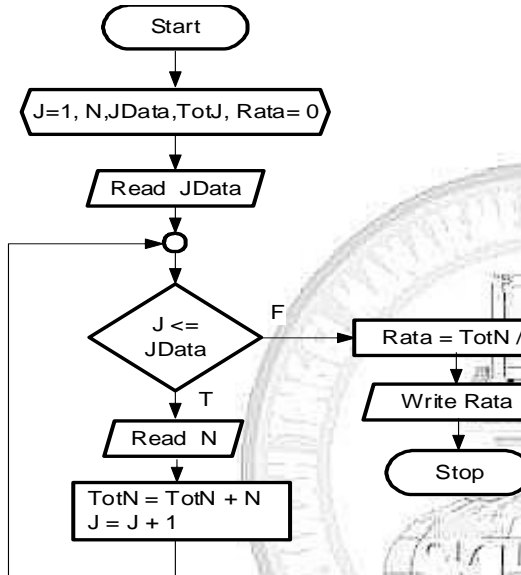 Start
J=1, N,JData,TotJ, Rata= 0
Read JData
J <=
JData
F
T
Rata = TotN /
Write Rata
Read N
Stop
TotN = TotN + N
J = J + 1